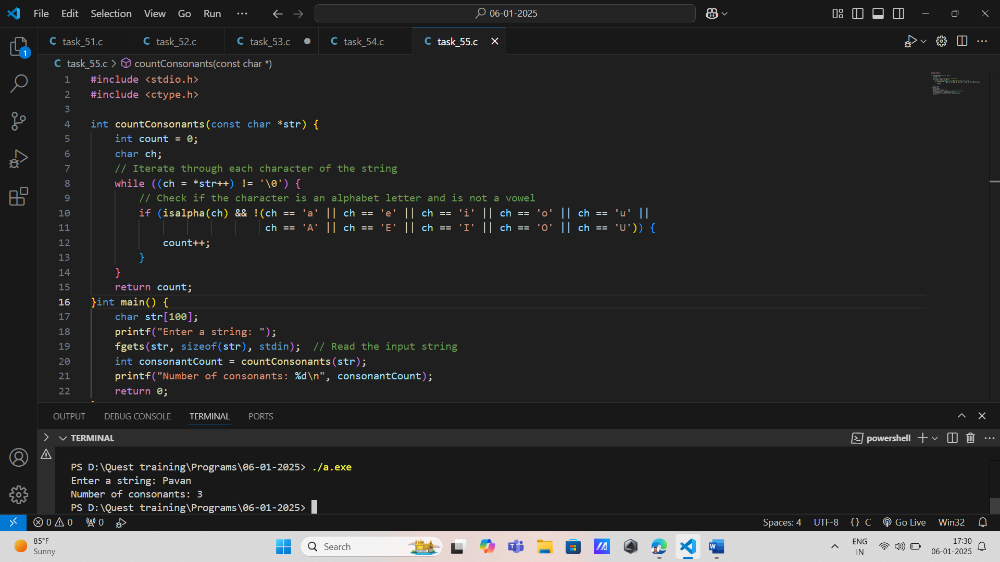 File Edit Selection View Go Run ··· 06-01-2025
C task_51.c C task_52.c C task_53.c C task_54.c C task_55.c
1
C task_55.c > countConsonants(const char *)
1 #include <stdio.h>
2 #include <ctype.h>
3
4 int countConsonants(const char *str) {
5 int count = 0;
6 char ch;
7 // Iterate through each character of the string
8 while ((ch = *str++) != '\0') {
9 // Check if the character is an alphabet letter and is not a vowel
10 if (isalpha(ch) && !(ch == 'a' || ch == 'e' || ch == 'i' || ch == 'o' || ch == 'u' ||
11 ch == 'A' || ch == 'E' || ch == 'I' || ch == 'O' || ch == 'U')) {
12 count++;
13 }
14 }
15 return count;
16 }int main() {
17 char str[100];
18 printf("Enter a string: ");
19 fgets(str, sizeof(str), stdin); // Read the input string
20 int consonantCount = countConsonants(str);
21 printf("Number of consonants: %d\n", consonantCount);
22 return 0;
OUTPUT DEBUG CONSOLE TERMINAL PORTS
TERMINAL powershell
PS D:\Quest training\Programs\06-01-2025> ./a.exe
Enter a string: Pavan
Number of consonants: 3
PS D:\Quest training\Programs\06-01-2025>
0 0 0 Spaces: 4 UTF-8 {} C Go Live Win32
85°F
Sunny
Search
ENG
IN
17:30
06-01-2025